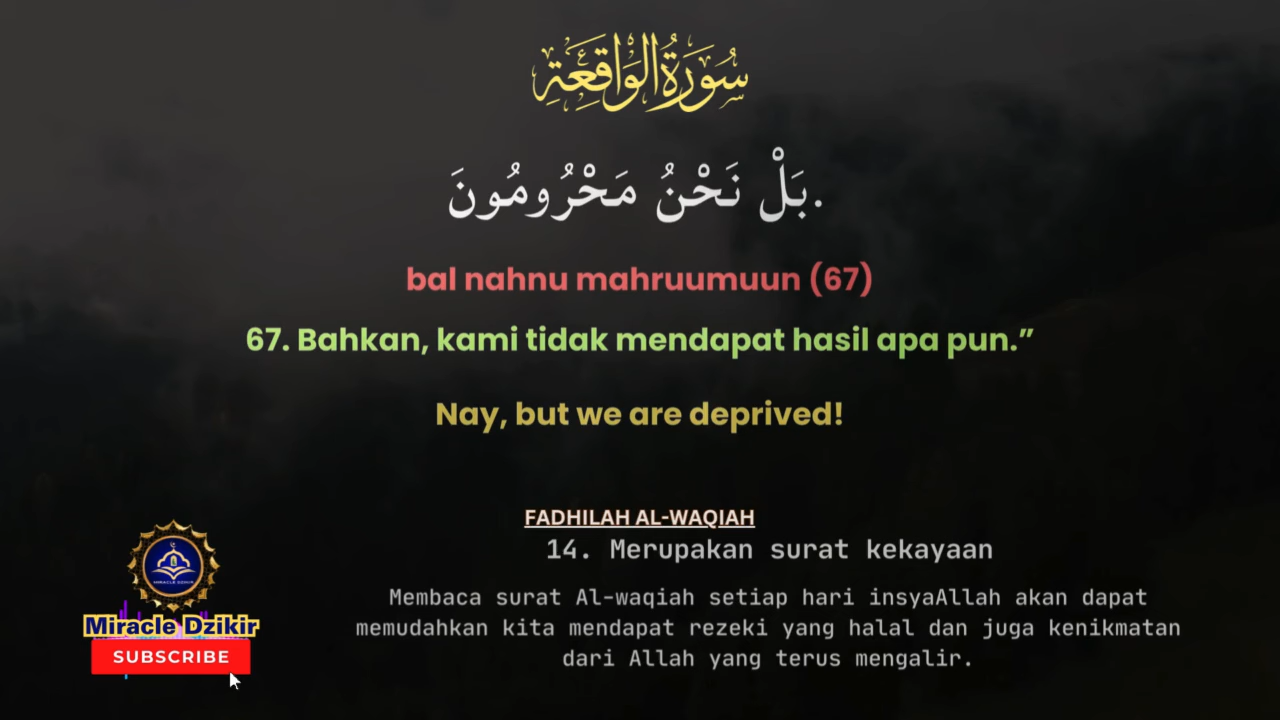 سُورَةُ الوَاقِعَةِ
بَلْ نَحْنُ مَحْرُومُونَ.
bal nahnu mahruumuun (67)
67. Bahkan, kami tidak mendapat hasil apa pun.”
Nay, but we are deprived!
FADHILAH AL-WAQIAH
14. Merupakan surat kekayaan
Membaca surat Al-waqiah setiap hari insyaAllah akan dapat
memudahkan kita mendapat rezeki yang halal dan juga kenikmatan
dari Allah yang terus mengalir.
MIRACLE DZIKIR
Miracle Dzikir
SUBSCRIBE